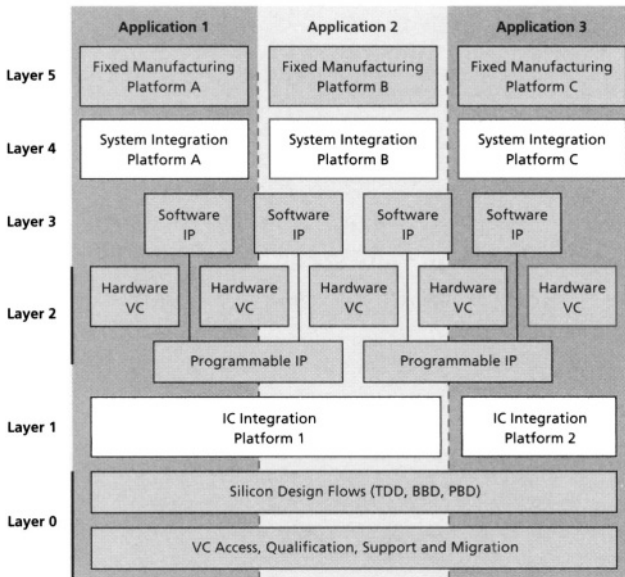 Application 1 Application 2 Application 3
Layer 5
Fixed Manufacturing
Platform A
Fixed Manufacturing
Platform B
Fixed Manufacturing
Platform C
Layer 4
System Integration
Platform A
System Integration
Platform B
System Integration
Platform C
Layer 3
Software
IP
Software
IP
Software
IP
Software
IP
Layer 2
Hardware
VC
Hardware
VC
Hardware
VC
Hardware
VC
Hardware
VC
Programmable IP
Programmable IP
Layer 1
IC Integration
Platform 1
IC Integration
Platform 2
Layer 0
Silicon Design Flows (TDD, BBD, PBD)
VC Access, Qualification, Support and Migration